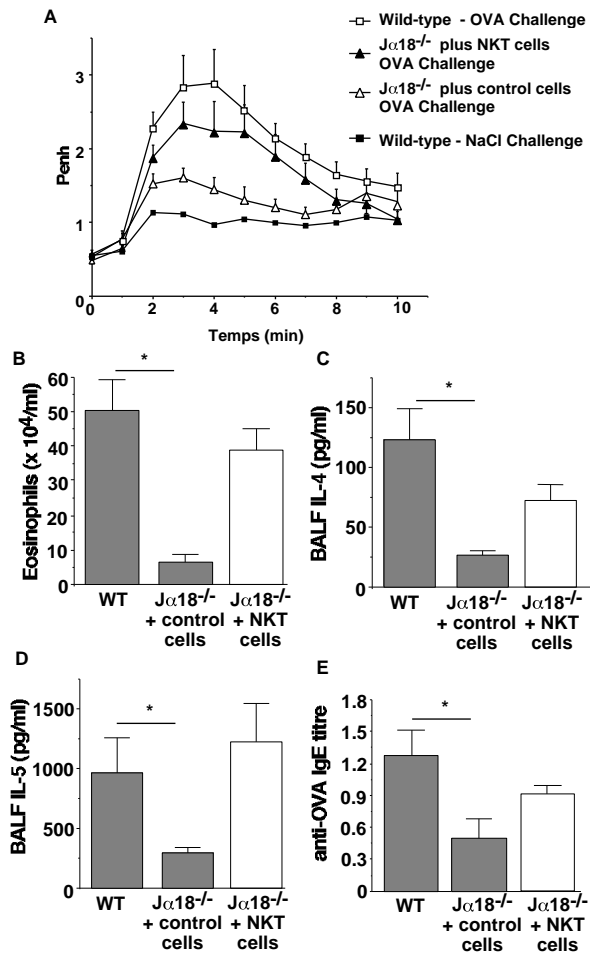 A
Wild-type - OVA Challenge
Jα18-/- plus NKT cells
OVA Challenge
Jα18-/- plus control cells
OVA Challenge
Wild-type - NaCl Challenge
Penh
3
2
1
0
0 2 4 6 8 10
Temps (min)
B
*
Eosinophils (x 10⁴/ml)
60
50
40
30
20
10
0
WT
Jα18-/-
+ control
cells
Jα18-/-
+ NKT
cells
C
*
BALF IL-4 (pg/ml)
150
125
75
50
25
0
WT
Jα18-/-
+ control
cells
Jα18-/-
+ NKT
cells
D
*
BALF IL-5 (pg/ml)
1500
1000
500
0
WT
Jα18-/-
+ control
cells
Jα18-/-
+ NKT
cells
E
*
anti-OVA IgE titre
1.8
1.5
1.2
0.9
0.6
0.3
0
WT
Jα18-/-
+ control
cells
Jα18-/-
+ NKT
cells